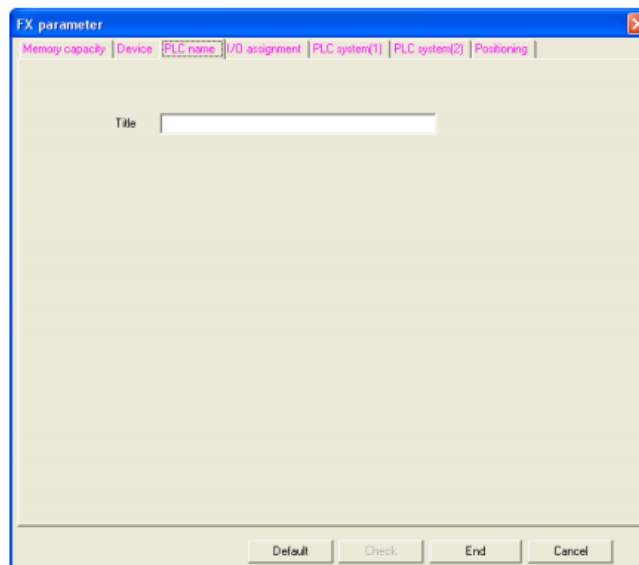 FX parameter
Memory capacity Device PLC name I/O assignment PLC system(1) PLC system(2) Positioning
Title
Default Check End Cancel